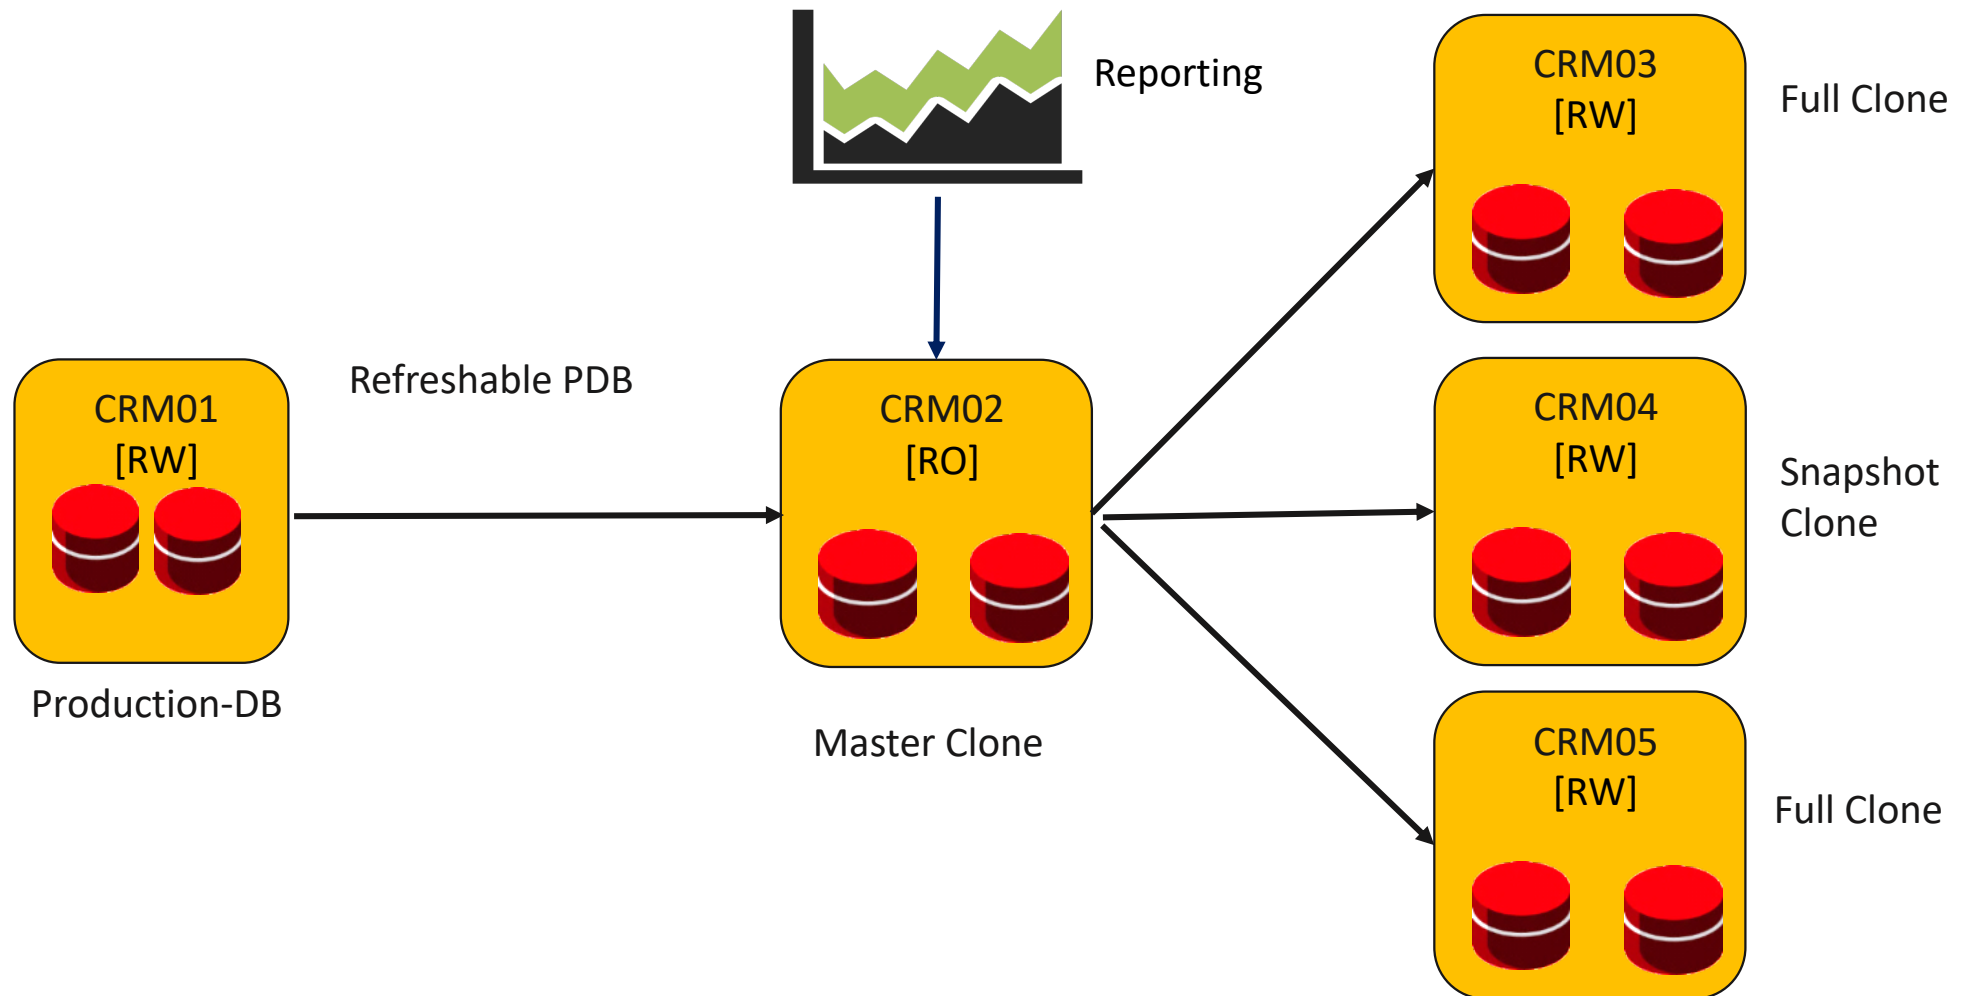 Reporting
CRM03
[RW]
Full Clone
CRM01
[RW]
Refreshable PDB
CRM02
[RO]
CRM04
[RW]
Snapshot
Clone
Production-DB
Master Clone
CRM05
[RW]
Full Clone